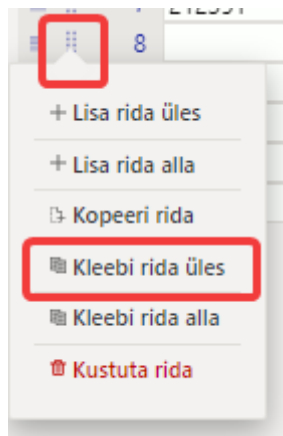 8
+ Lisa rida üles
+ Lisa rida alla
Kopeeri rida
Kleebi rida üles
Kleebi rida alla
Kustuta rida